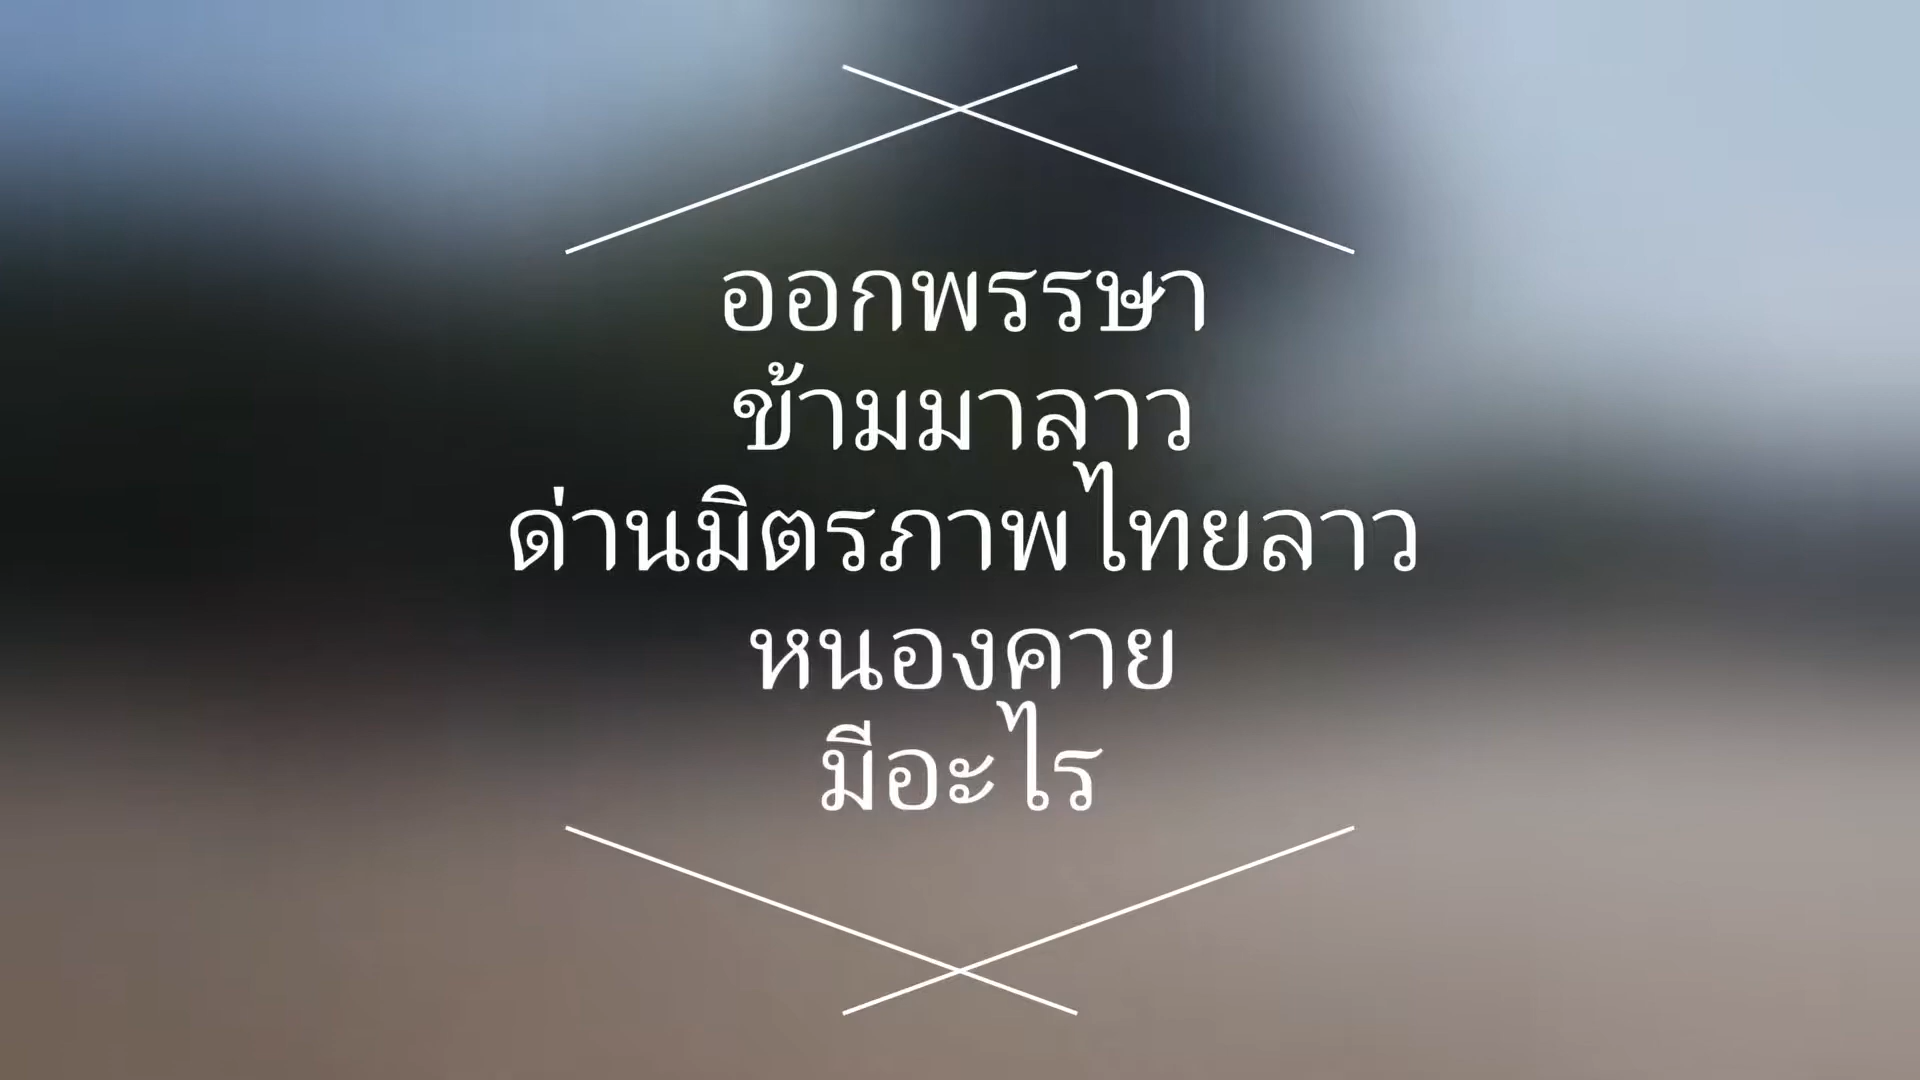 ออกพรรษา
ข้ามมาลาว
ด่านมิตรภาพไทยลาว
หนองคาย
มีอะไร